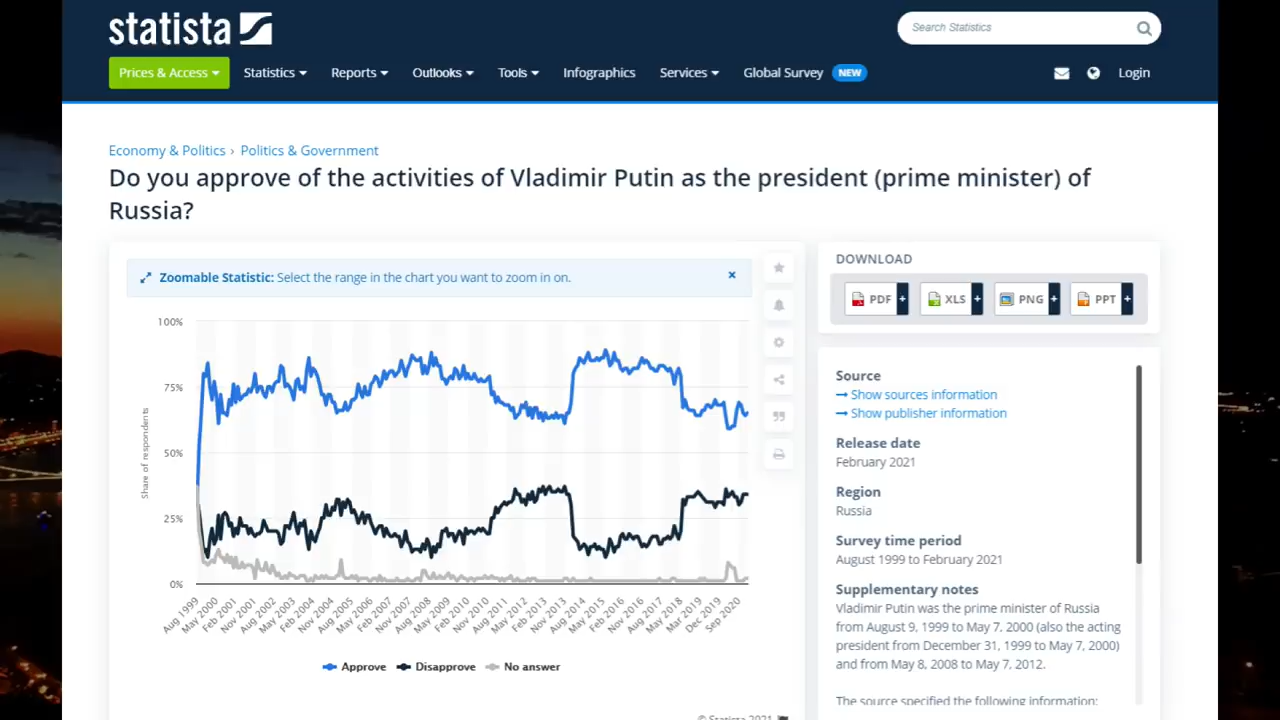 statista
Search Statistics
Prices & Access
Statistics
Reports
Outlooks
Tools
Infographics
Services
Global Survey
NEW
Login
Economy & Politics › Politics & Government
Do you approve of the activities of Vladimir Putin as the president (prime minister) of
Russia?
Zoomable Statistic: Select the range in the chart you want to zoom in on.
×
Share of respondents
100%
75%
50%
25%
0%
Aug 1999
May 2000
Feb 2001
Nov 2001
Aug 2002
May 2003
Feb 2004
Nov 2004
Aug 2005
May 2006
Feb 2007
Nov 2007
Aug 2008
May 2009
Feb 2010
Nov 2010
Aug 2011
May 2012
Feb 2013
Nov 2013
Aug 2014
May 2015
Feb 2016
Nov 2016
Aug 2017
May 2018
Mar 2019
Dec 2019
Sep 2020
Approve
Disapprove
No answer
© Statista 2021
DOWNLOAD
PDF +
XLS +
PNG +
PPT +
Source
→ Show sources information
→ Show publisher information
Release date
February 2021
Region
Russia
Survey time period
August 1999 to February 2021
Supplementary notes
Vladimir Putin was the prime minister of Russia
from August 9, 1999 to May 7, 2000 (also the acting
president from December 31, 1999 to May 7, 2000)
and from May 8, 2008 to May 7, 2012.
The source specified the following information: